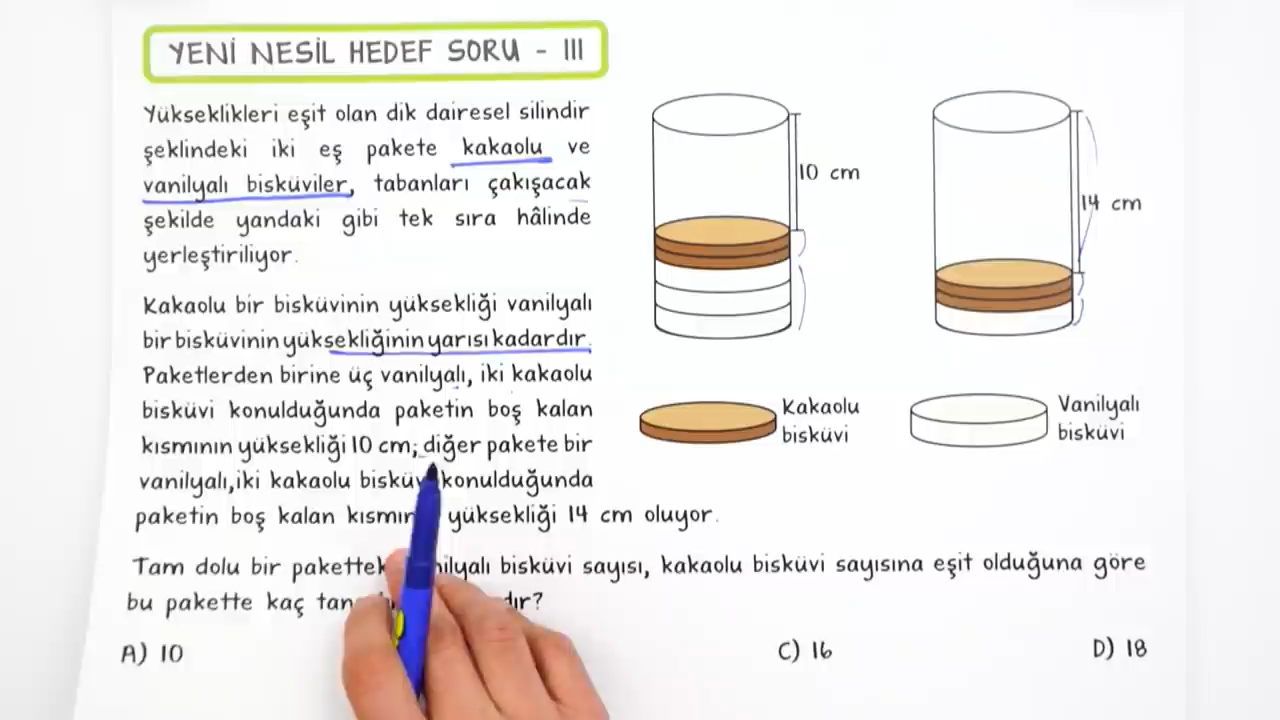 YENİ NESİL HEDEF SORU - III
Yükseklikleri eşit olan dik dairesel silindir
şeklindeki iki eş pakete kakaolu ve
vanilyalı bisküviler, tabanları çakışacak
şekilde yandaki gibi tek sıra hâlinde
yerleştiriliyor.
10 cm
14 cm
Kakaolu bir bisküvinin yüksekliği vanilyalı
bir bisküvinin yüksekliğinin yarısı kadardır.
Paketlerden birine üç vanilyalı, iki kakaolu
bisküvi konulduğunda paketin boş kalan
kısmının yüksekliği 10 cm; diğer pakete bir
vanilyalı, iki kakaolu konulduğunda
paketin boş kalan yüksekliği 14 cm oluyor.
Kakaolu
bisküvi
Vanilyalı
bisküvi
Tam dolu bir bisküvi sayısı, kakaolu bisküvi sayısına eşit olduğuna göre
bu pakette kaç
A) 10
C) 16
D) 18